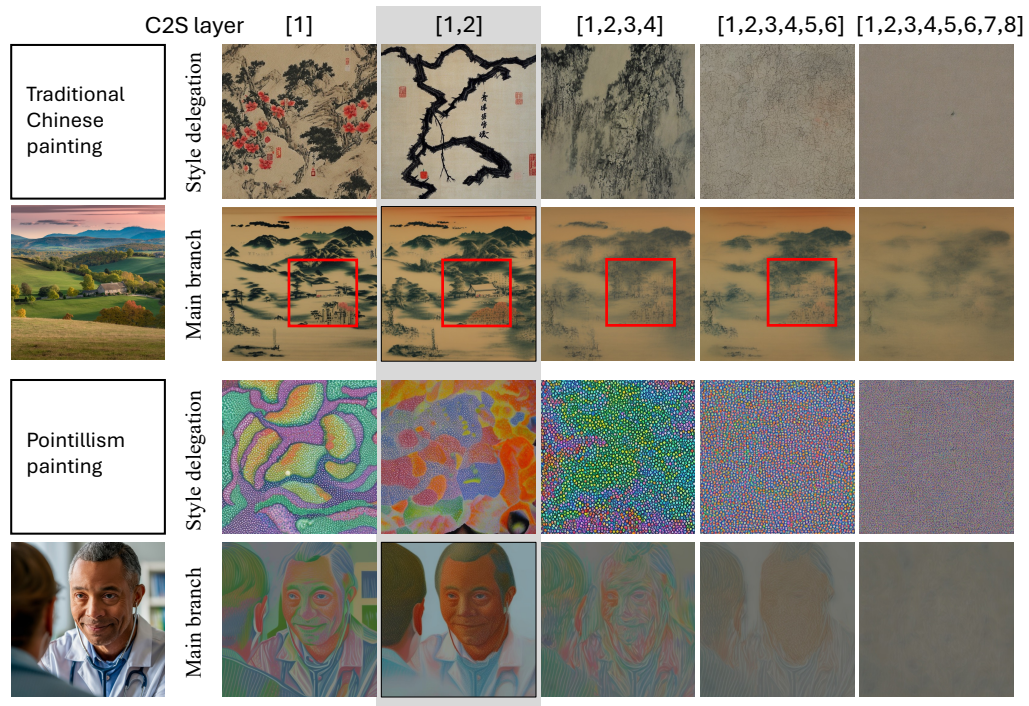 C2S layer [1] [1,2] [1,2,3,4] [1,2,3,4,5,6] [1,2,3,4,5,6,7,8]
Traditional
Chinese
painting
Style delegation
Main branch
Pointillism
painting
Style delegation
Main branch